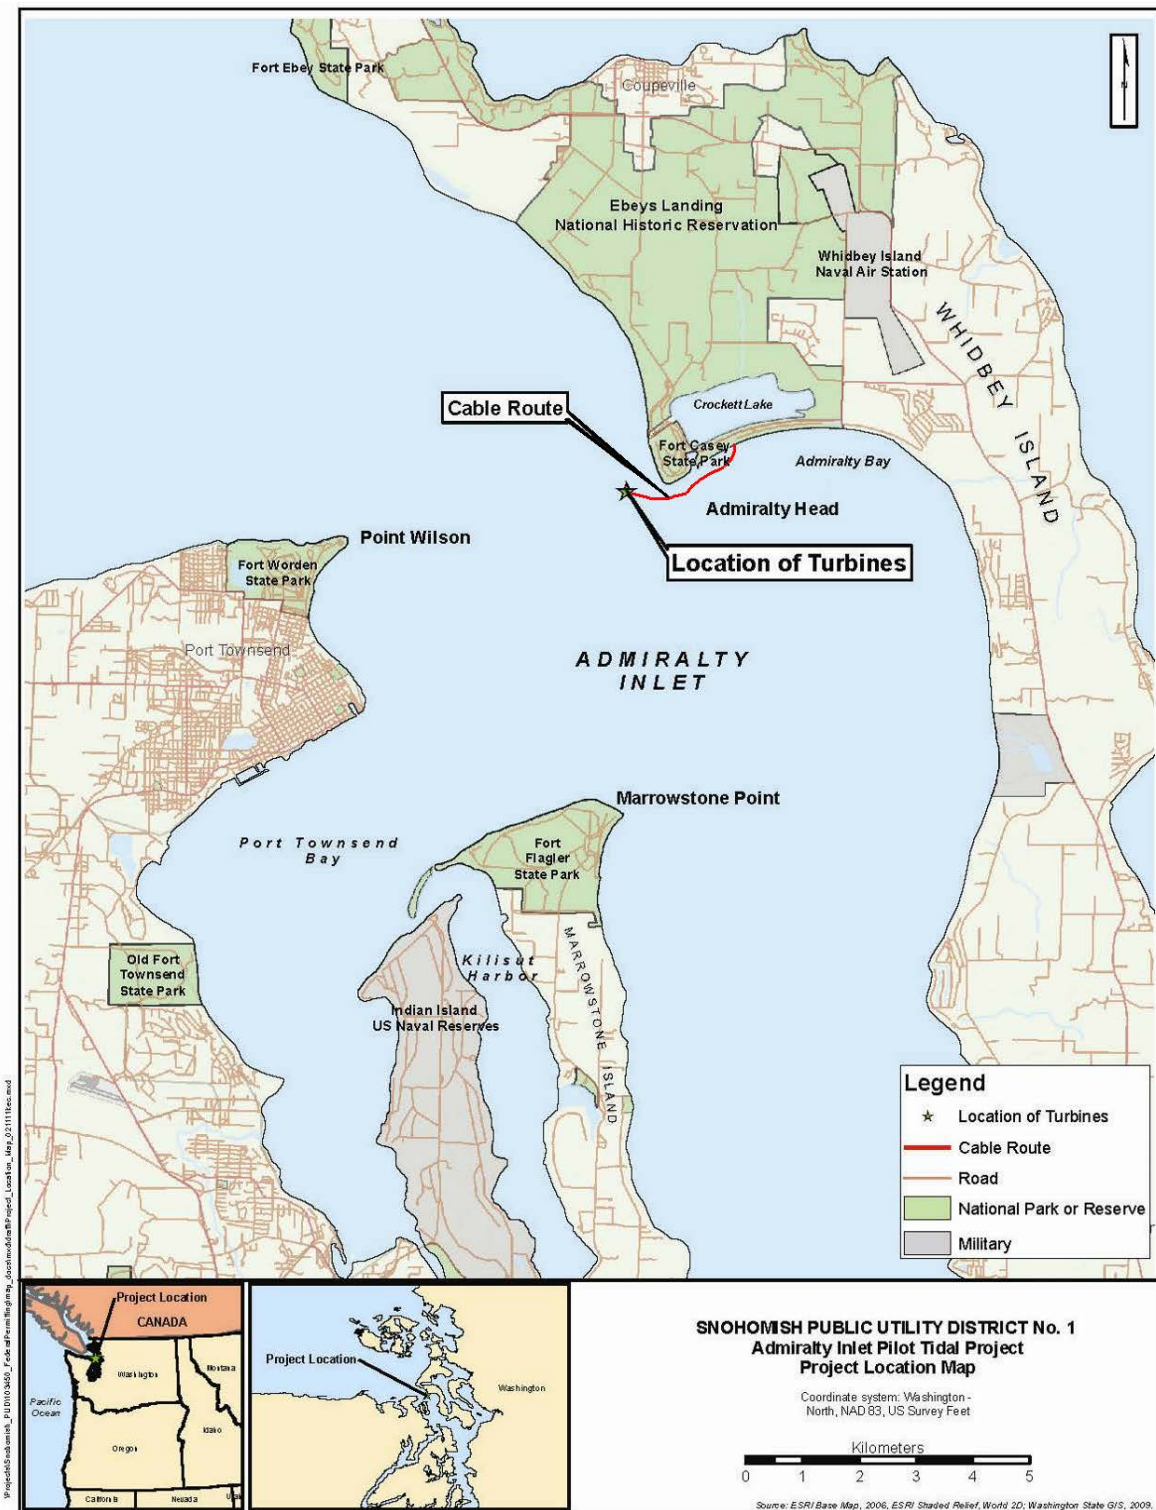 Fort Ebey State Park
Coupeville
N
Ebeys Landing
National Historic Reservation
Whidbey Island
Naval Air Station
WHIDBEY ISLAND
Cable Route
Crockett Lake
Fort Casey
State Park
Admiralty Bay
Admiralty Head
Point Wilson
Location of Turbines
Fort Worden
State Park
Port Townsend
ADMIRALTY
INLET
Marrowstone Point
Port Townsend
Bay
Fort
Flagler
State Park
Old Fort
Townsend
State Park
Kilisut
Harbor
MARROWSTONE ISLAND
Indian Island
US Naval Reserves
Legend
Location of Turbines
Cable Route
Road
National Park or Reserve
Military
Project Location
CANADA
Washington
Montana
Pacific
Ocean
Oregon
Idaho
California
Nevada
Project Location
Washington
SNOHOMISH PUBLIC UTILITY DISTRICT No. 1
Admiralty Inlet Pilot Tidal Project
Project Location Map
Coordinate system: Washington -
North, NAD 83, US Survey Feet
Kilometers
0 1 2 3 4 5
Source: ESRI Base Map, 2006, ESRI Shaded Relief, World 2D; Washington State GIS, 2009.